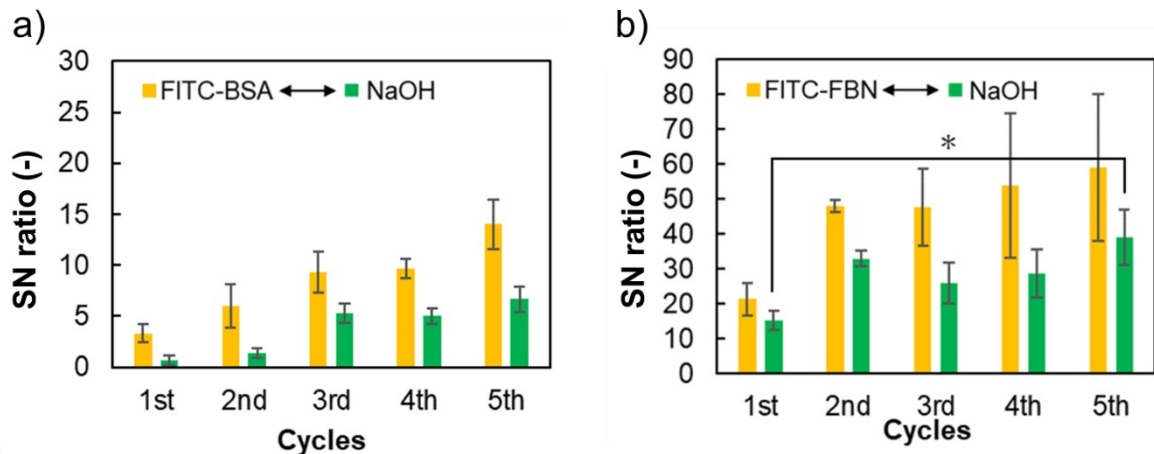 a)
SN ratio (-)
30
25
20
15
10
5
0
FITC-BSA ⟷ NaOH
1st 2nd 3rd 4th 5th
Cycles
b)
SN ratio (-)
90
80
70
60
50
40
30
20
10
0
FITC-FBN ⟷ NaOH
*
1st 2nd 3rd 4th 5th
Cycles